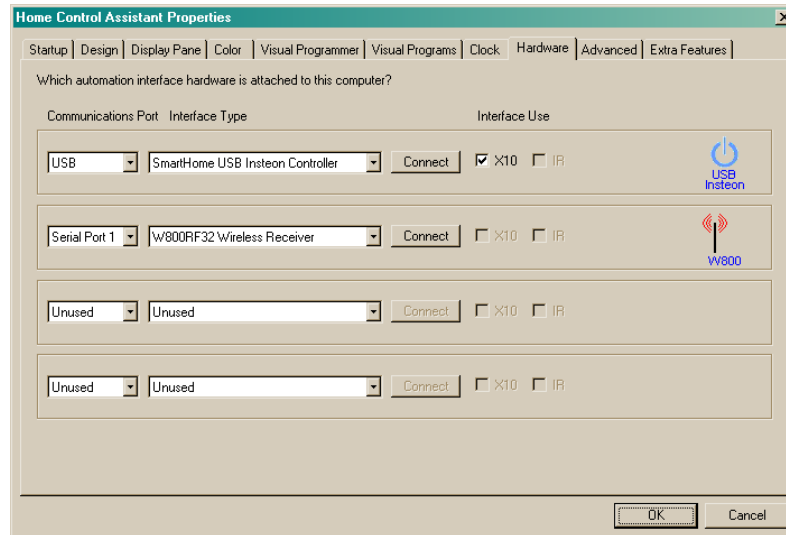 Home Control Assistant Properties
Startup Design Display Pane Color Visual Programmer Visual Programs Clock Hardware Advanced Extra Features
Which automation interface hardware is attached to this computer?
Communications Port Interface Type Interface Use
USB SmartHome USB Insteon Controller Connect X10 IR
USB
Insteon
Serial Port 1 W800RF32 Wireless Receiver Connect X10 IR
W800
Unused Unused Connect X10 IR
Unused Unused Connect X10 IR
OK Cancel